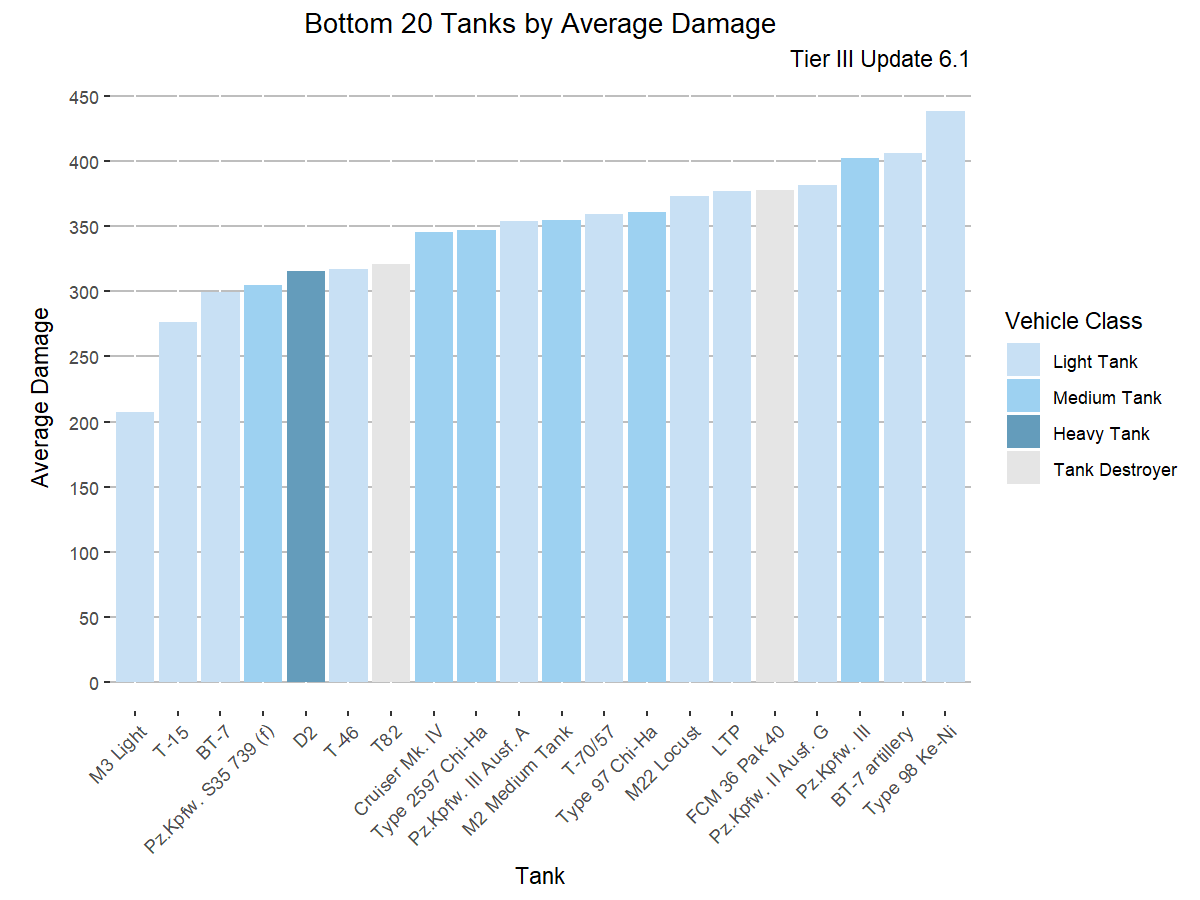 Bottom 20 Tanks by Average Damage
Tier III Update 6.1
450
400
350
300
250
200
150
100
50
0
Average Damage
M3 Light
T-15
BT-7
Pz.Kpfw. S35 739 (f)
D2
T-46
T82
Cruiser Mk. IV
Type 2597 Chi-Ha
Pz.Kpfw. III Ausf. A
M2 Medium Tank
T-70/57
Type 97 Chi-Ha
M22 Locust
LTP
FCM 36 Pak 40
Pz.Kpfw. II Ausf. G
Pz.Kpfw. III
BT-7 artillery
Type 98 Ke-Ni
Tank
Vehicle Class
Light Tank
Medium Tank
Heavy Tank
Tank Destroyer